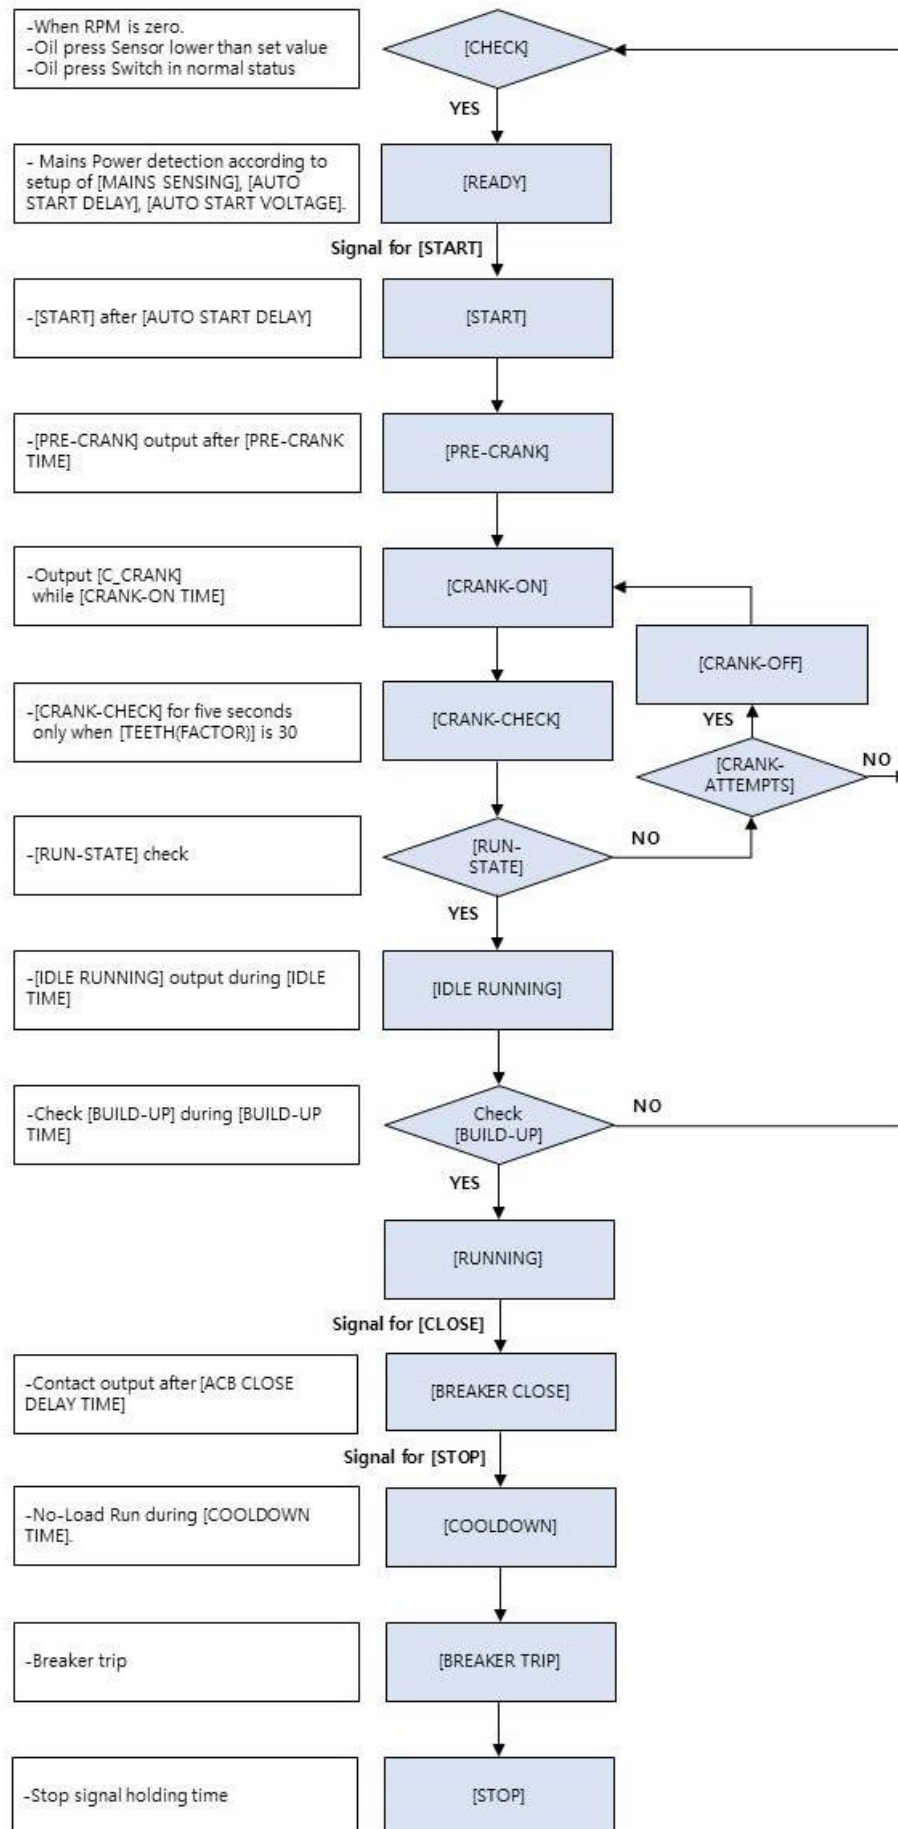 -When RPM is zero.
-Oil press Sensor lower than set value
-Oil press Switch in normal status
[CHECK]
YES
- Mains Power detection according to
setup of [MAINS SENSING], [AUTO
START DELAY], [AUTO START VOLTAGE].
[READY]
Signal for [START]
-[START] after [AUTO START DELAY]
[START]
-[PRE-CRANK] output after [PRE-CRANK
TIME]
[PRE-CRANK]
-Output [C_CRANK]
while [CRANK-ON TIME]
[CRANK-ON]
[CRANK-OFF]
-[CRANK-CHECK] for five seconds
only when [TEETH(FACTOR)] is 30
[CRANK-CHECK]
YES
[CRANK-
ATTEMPTS]
NO
-[RUN-STATE] check
[RUN-
STATE]
NO
YES
-[IDLE RUNNING] output during [IDLE
TIME]
[IDLE RUNNING]
-Check [BUILD-UP] during [BUILD-UP
TIME]
Check
[BUILD-UP]
NO
YES
[RUNNING]
Signal for [CLOSE]
-Contact output after [ACB CLOSE
DELAY TIME]
[BREAKER CLOSE]
Signal for [STOP]
-No-Load Run during [COOLDOWN
TIME].
[COOLDOWN]
-Breaker trip
[BREAKER TRIP]
-Stop signal holding time
[STOP]